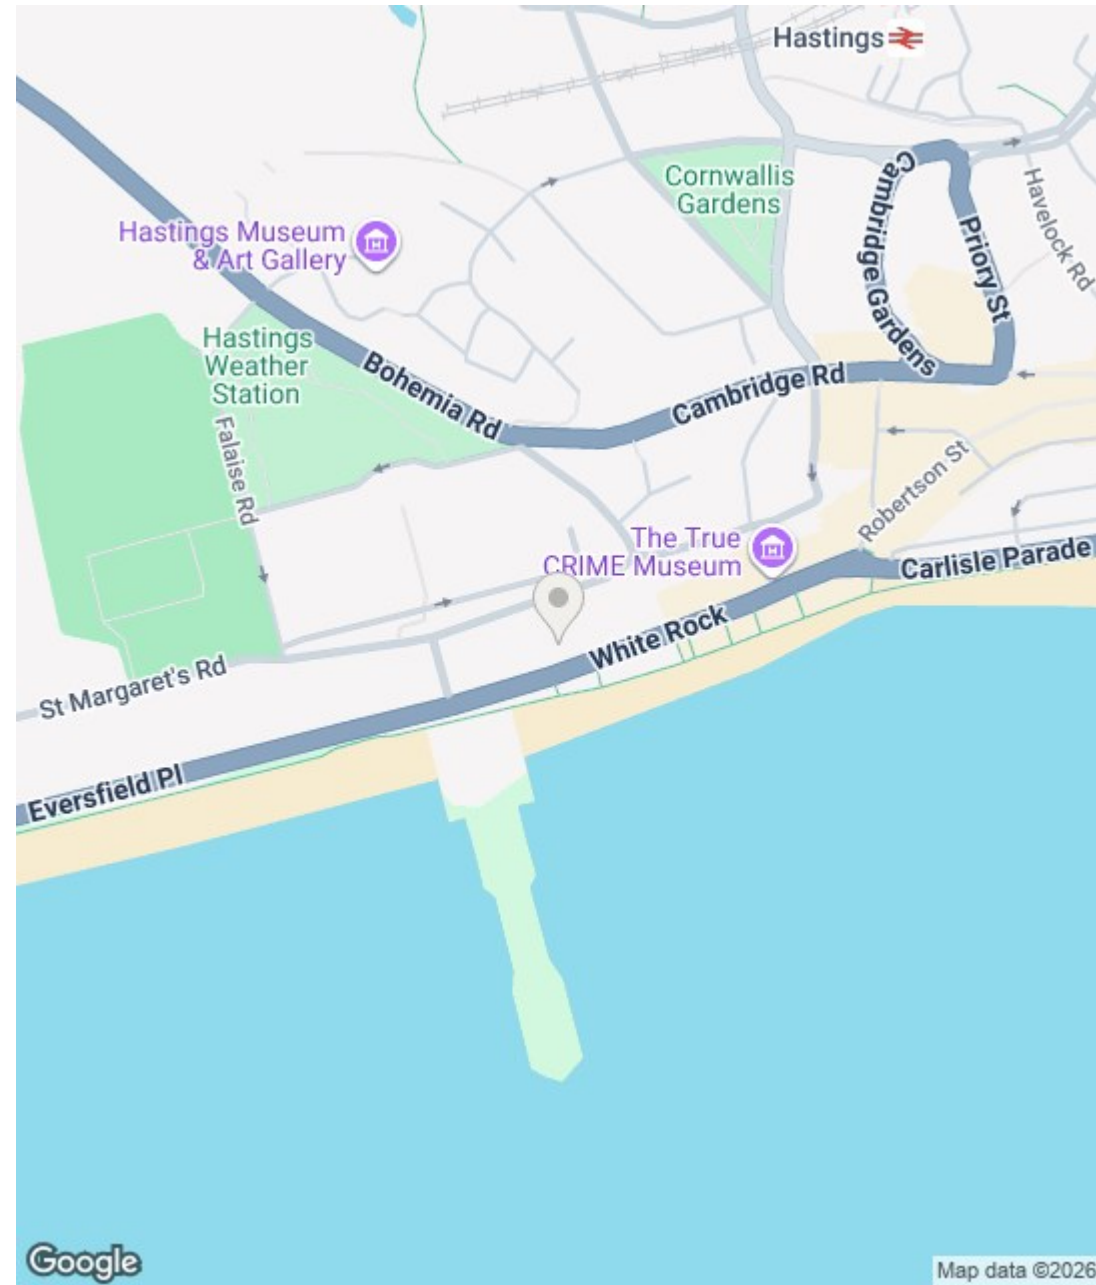 Hastings
Cornwallis
Gardens
Cambridge Gardens
Priory St
Havelock Rd
Hastings Museum
& Art Gallery
Hastings
Weather
Station
Bohemia Rd
Cambridge Rd
Falaise Rd
Robertson St
The True
CRIME Museum
Carlisle Parade
White Rock
St Margaret's Rd
Eversfield Pl
Google
Map data ©2026